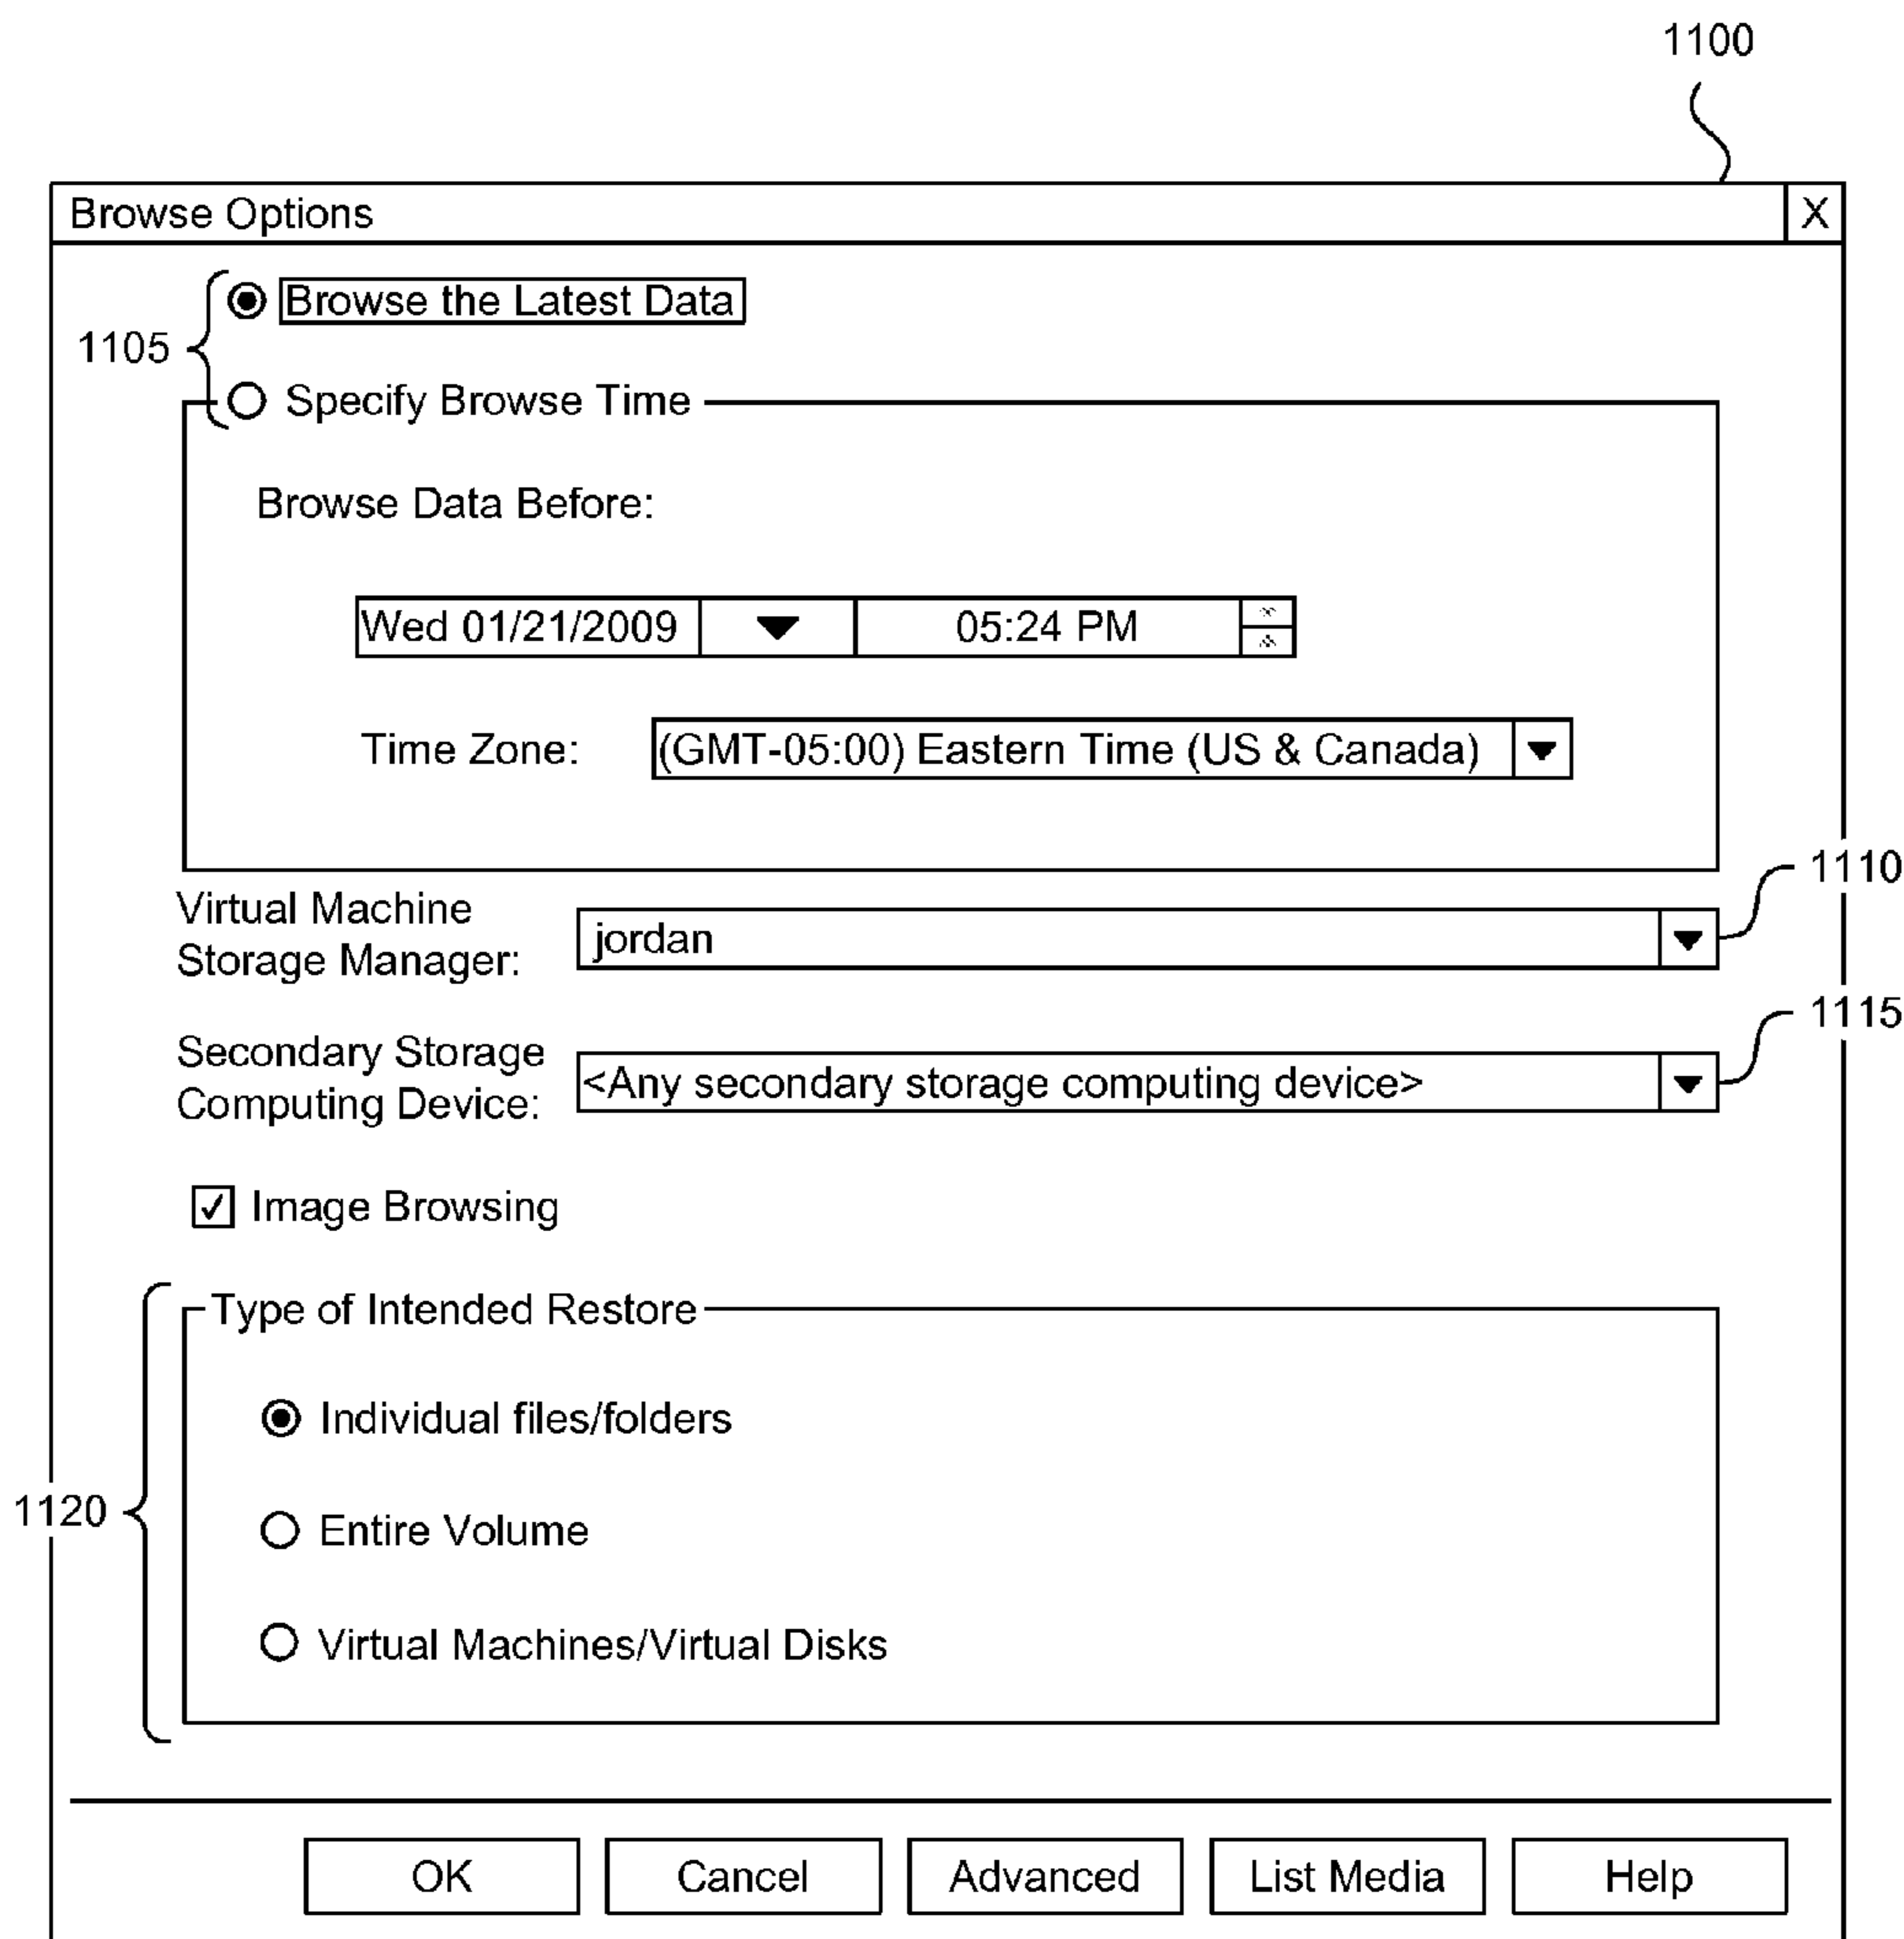 1100
Browse Options X
Browse the Latest Data
1105
Specify Browse Time
Browse Data Before:
Wed 01/21/2009 05:24 PM
Time Zone: (GMT-05:00) Eastern Time (US & Canada)
1110
Virtual Machine
Storage Manager:
jordan
1115
Secondary Storage
Computing Device:
<Any secondary storage computing device>
Image Browsing
Type of Intended Restore
Individual files/folders
1120
Entire Volume
Virtual Machines/Virtual Disks
OK Cancel Advanced List Media Help